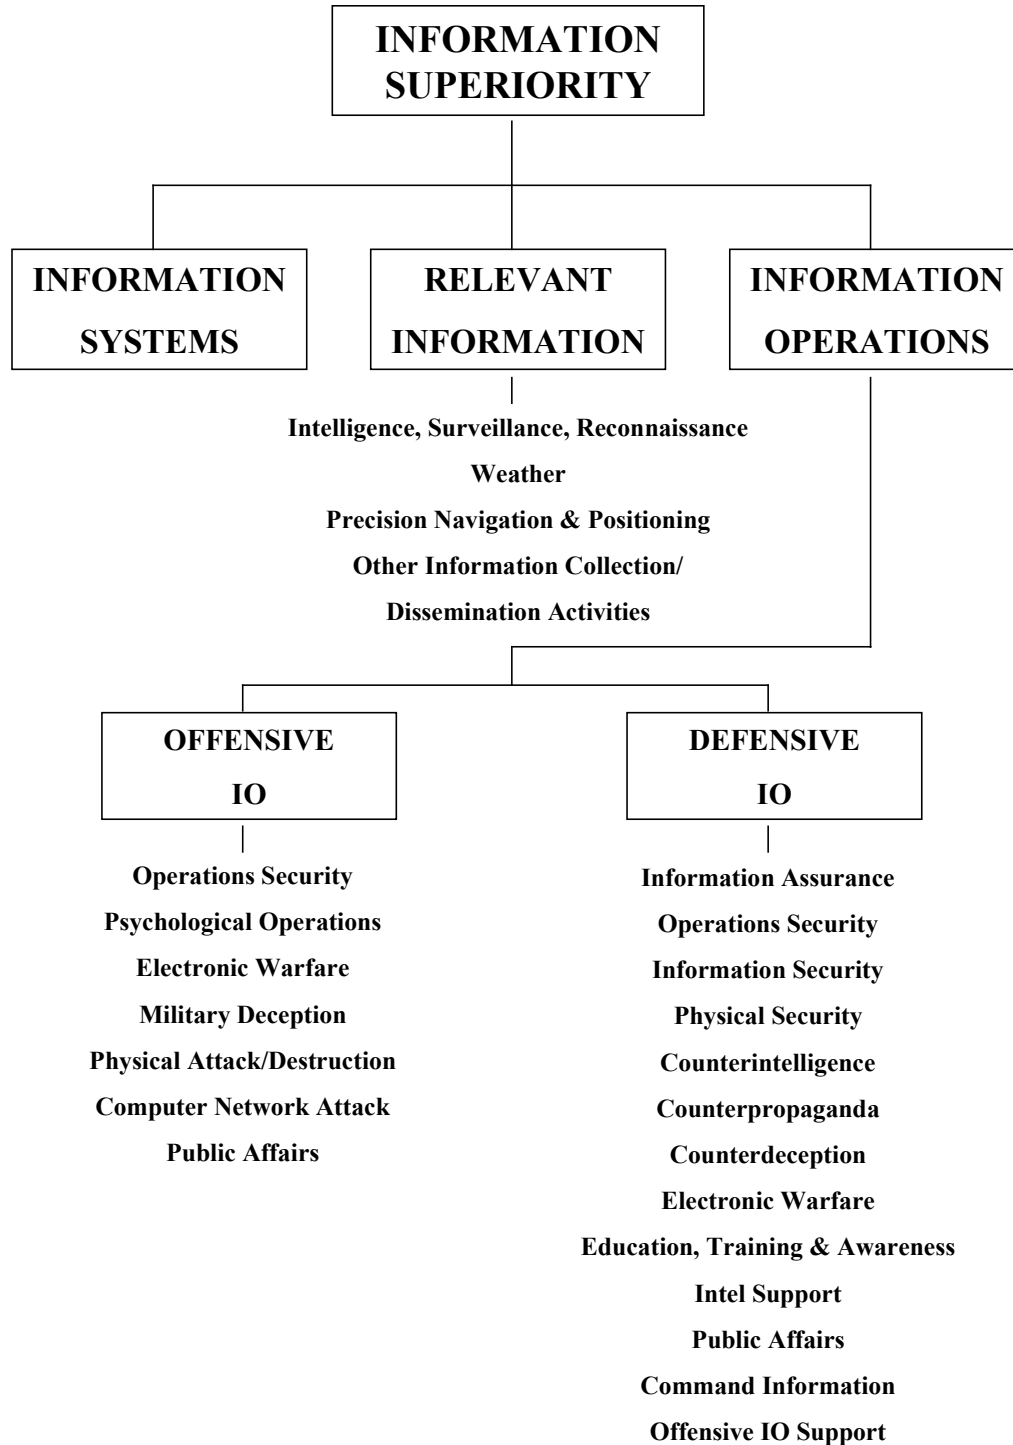 INFORMATION
SUPERIORITY
INFORMATION
SYSTEMS
RELEVANT
INFORMATION
INFORMATION
OPERATIONS
Intelligence, Surveillance, Reconnaissance
Weather
Precision Navigation & Positioning
Other Information Collection/
Dissemination Activities
OFFENSIVE
IO
Operations Security
Psychological Operations
Electronic Warfare
Military Deception
Physical Attack/Destruction
Computer Network Attack
Public Affairs
DEFENSIVE
IO
Information Assurance
Operations Security
Information Security
Physical Security
Counterintelligence
Counterpropaganda
Counterdeception
Electronic Warfare
Education, Training & Awareness
Intel Support
Public Affairs
Command Information
Offensive IO Support